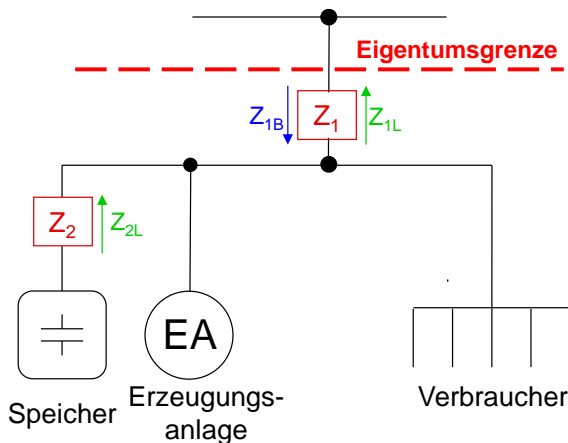 Eigentumsgrenze
Z1B
Z1
Z1L
Z2
Z2L
EA
Speicher
Erzeugungs-
anlage
Verbraucher